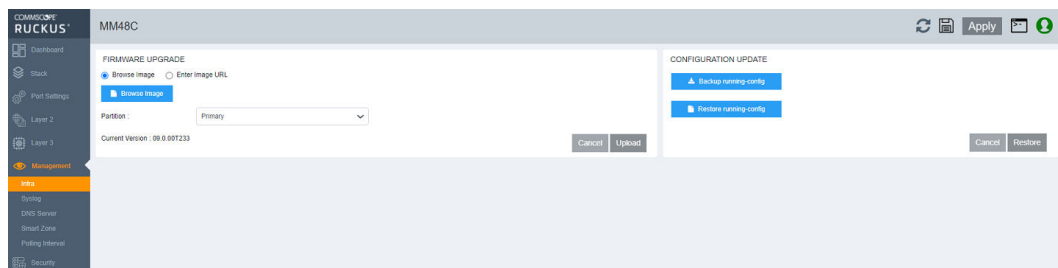 COMMSCOPE
RUCKUS
MM48C
Apply
Dashboard
Stack
Port Settings
Layer 2
Layer 3
Management
Infra
Syslog
DNS Server
Smart Zone
Polling Interval
Security
FIRMWARE UPGRADE
Browse Image Enter Image URL
Browse Image
Partition : Primary
Current Version : 09.0.00T233
Cancel Upload
CONFIGURATION UPDATE
Backup running-config
Restore running-config
Cancel Restore